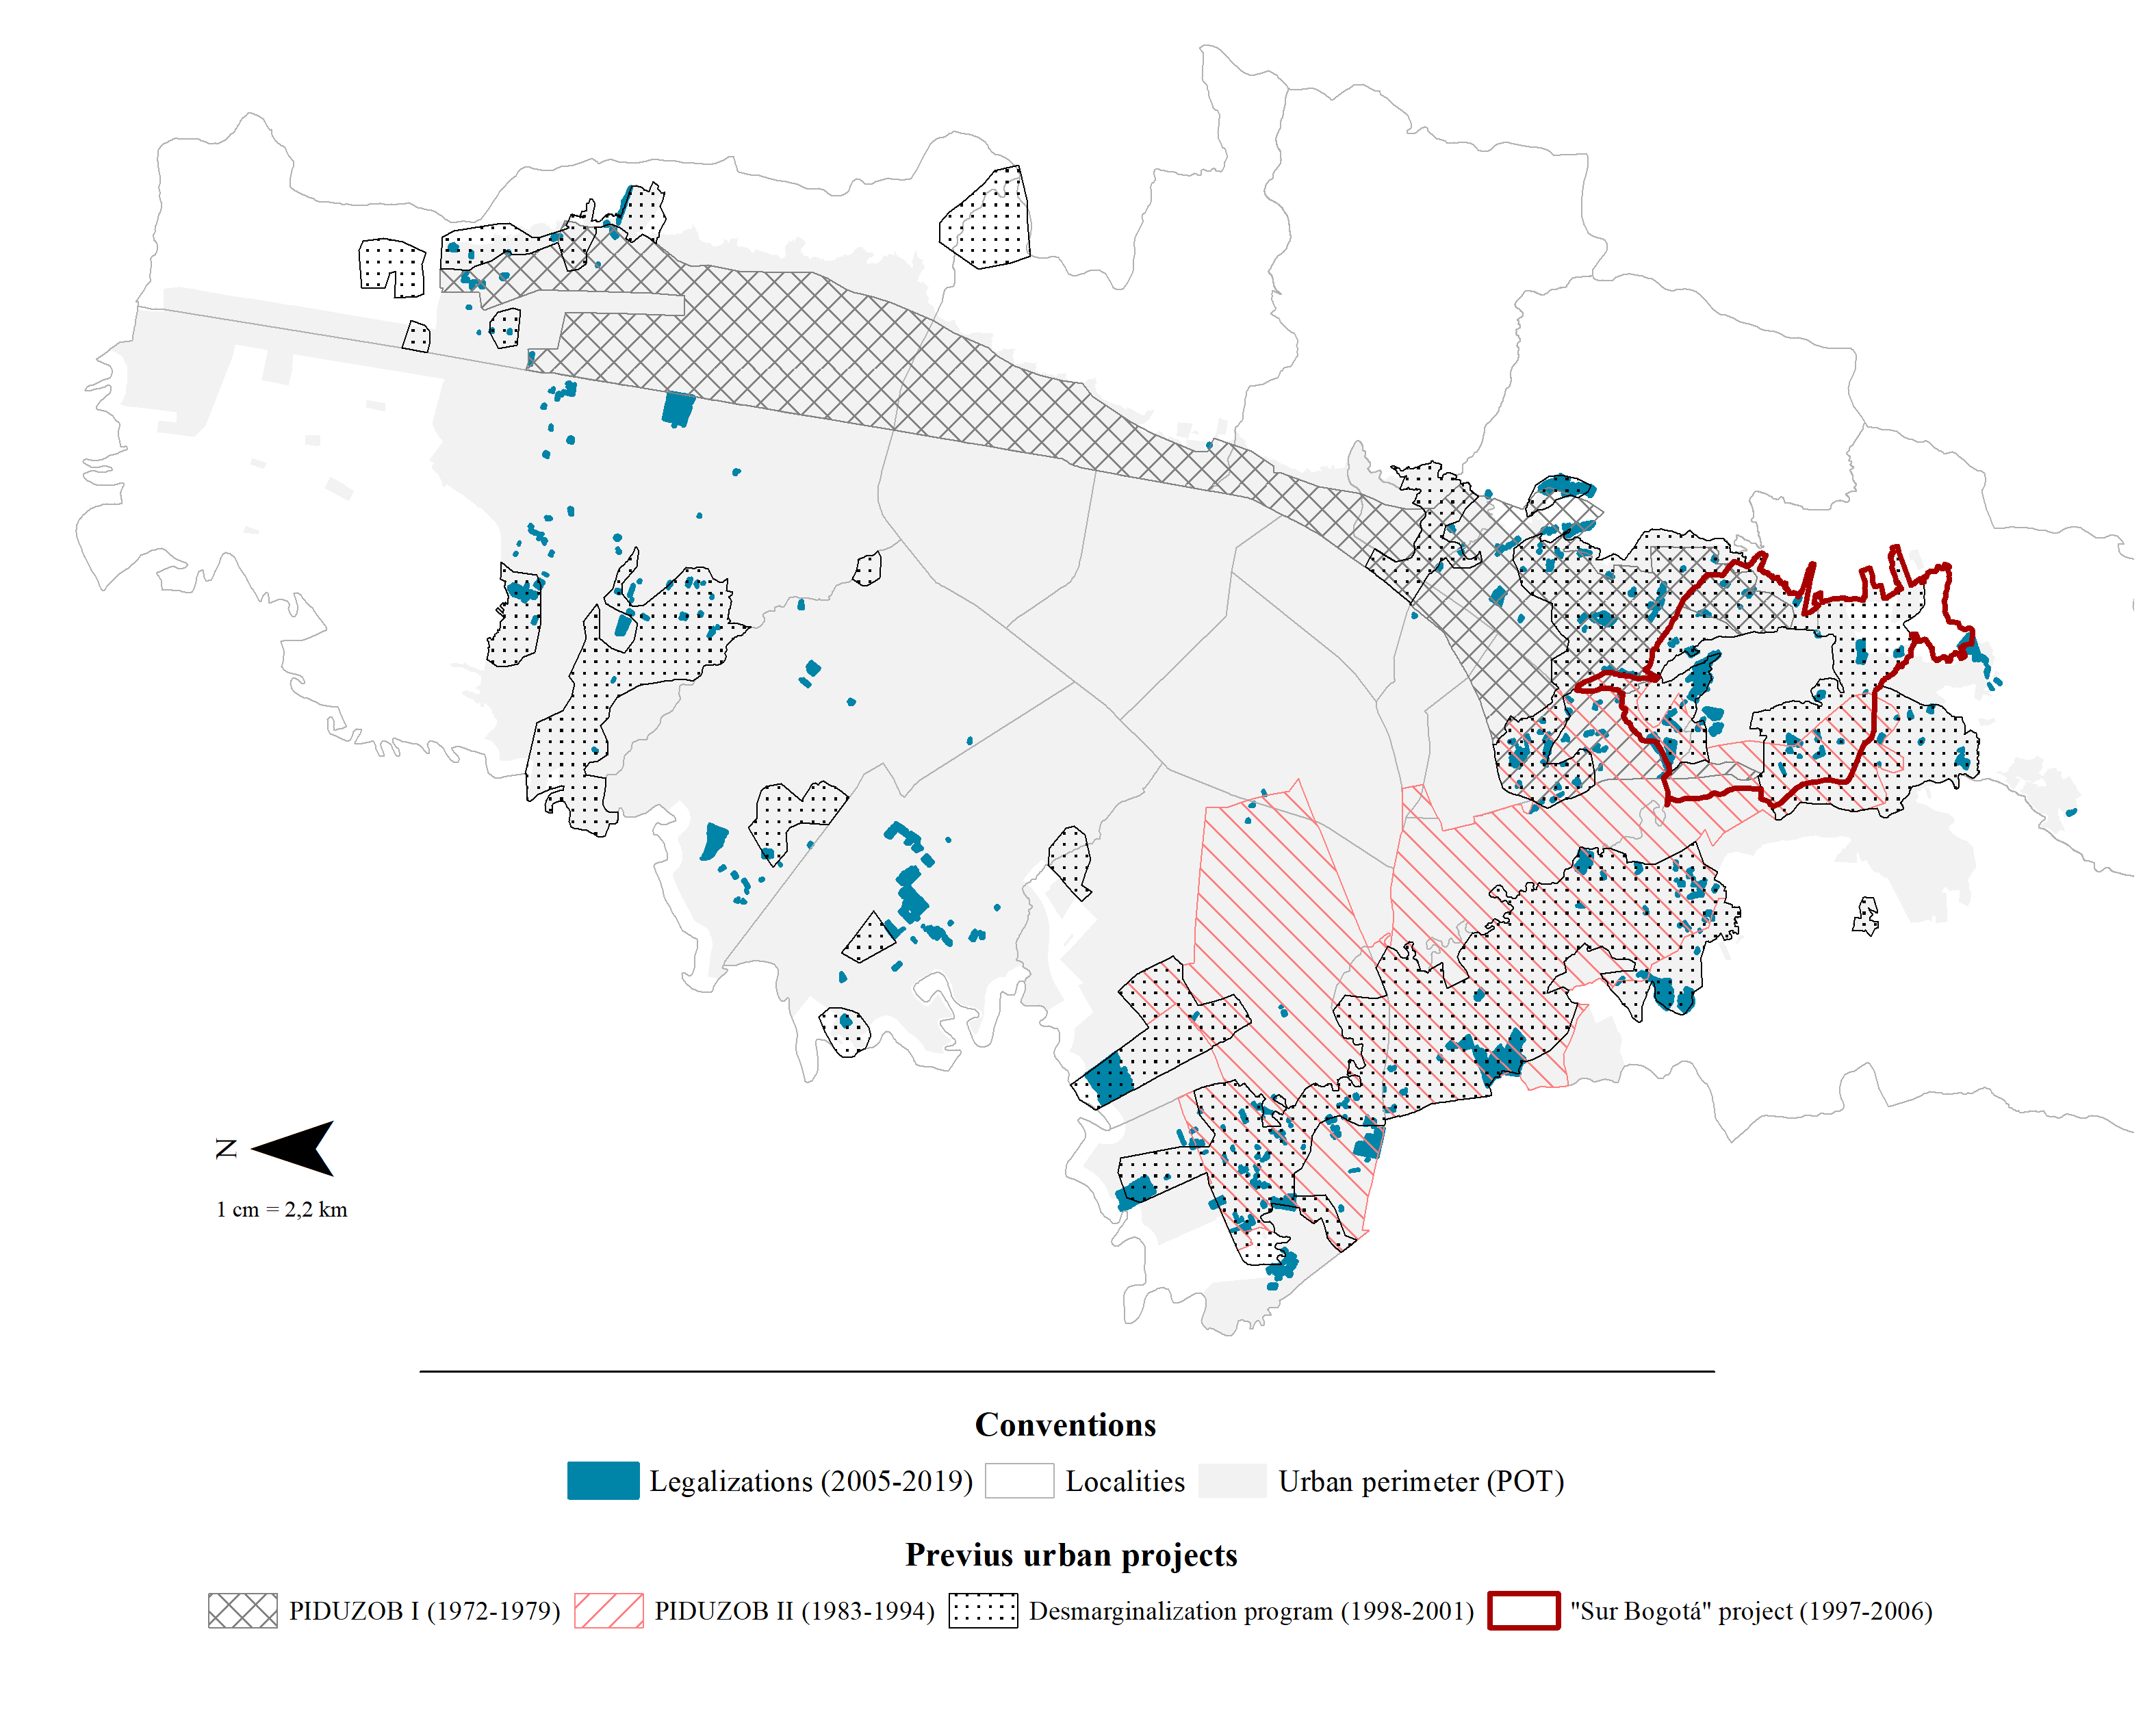 N
1 cm = 2,2 km
Conventions
Legalizations (2005-2019) Localities Urban perimeter (POT)
Previus urban projects
PIDUZOB I (1972-1979) PIDUZOB II (1983-1994) Desmarginalization program (1998-2001) "Sur Bogotá" project (1997-2006)